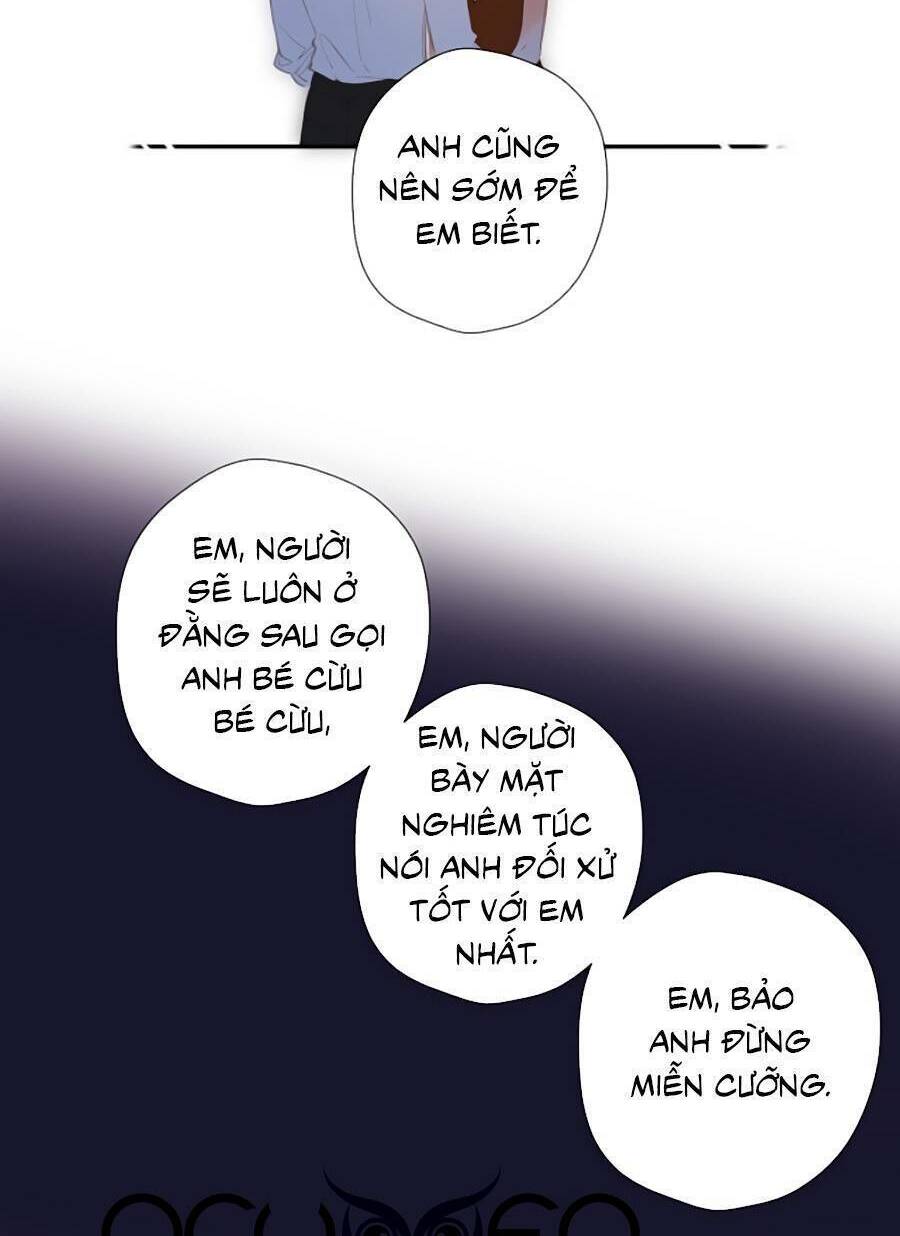 ANH CŨNG
NÊN SỚM ĐỂ
EM BIẾT.
EM, NGƯỜI
SẼ LUÔN Ở
ĐẰNG SAU GỌI
ANH BÉ CỪU
BÉ CỪU,
EM, NGƯỜI
BÀY MẶT
NGHIÊM TÚC
NÓI ANH ĐỐI XỬ
TỐT VỚI EM
NHẤT.
EM, BẢO
ANH ĐỪNG
MIỄN CƯỠNG.